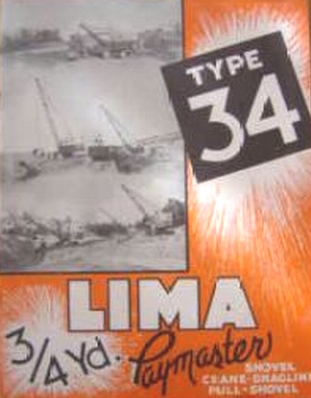 TYPE
34
LIMA
3/4 Yd. Paymaster
SHOVEL
CRANE-DRAGLINE
PULL-SHOVEL